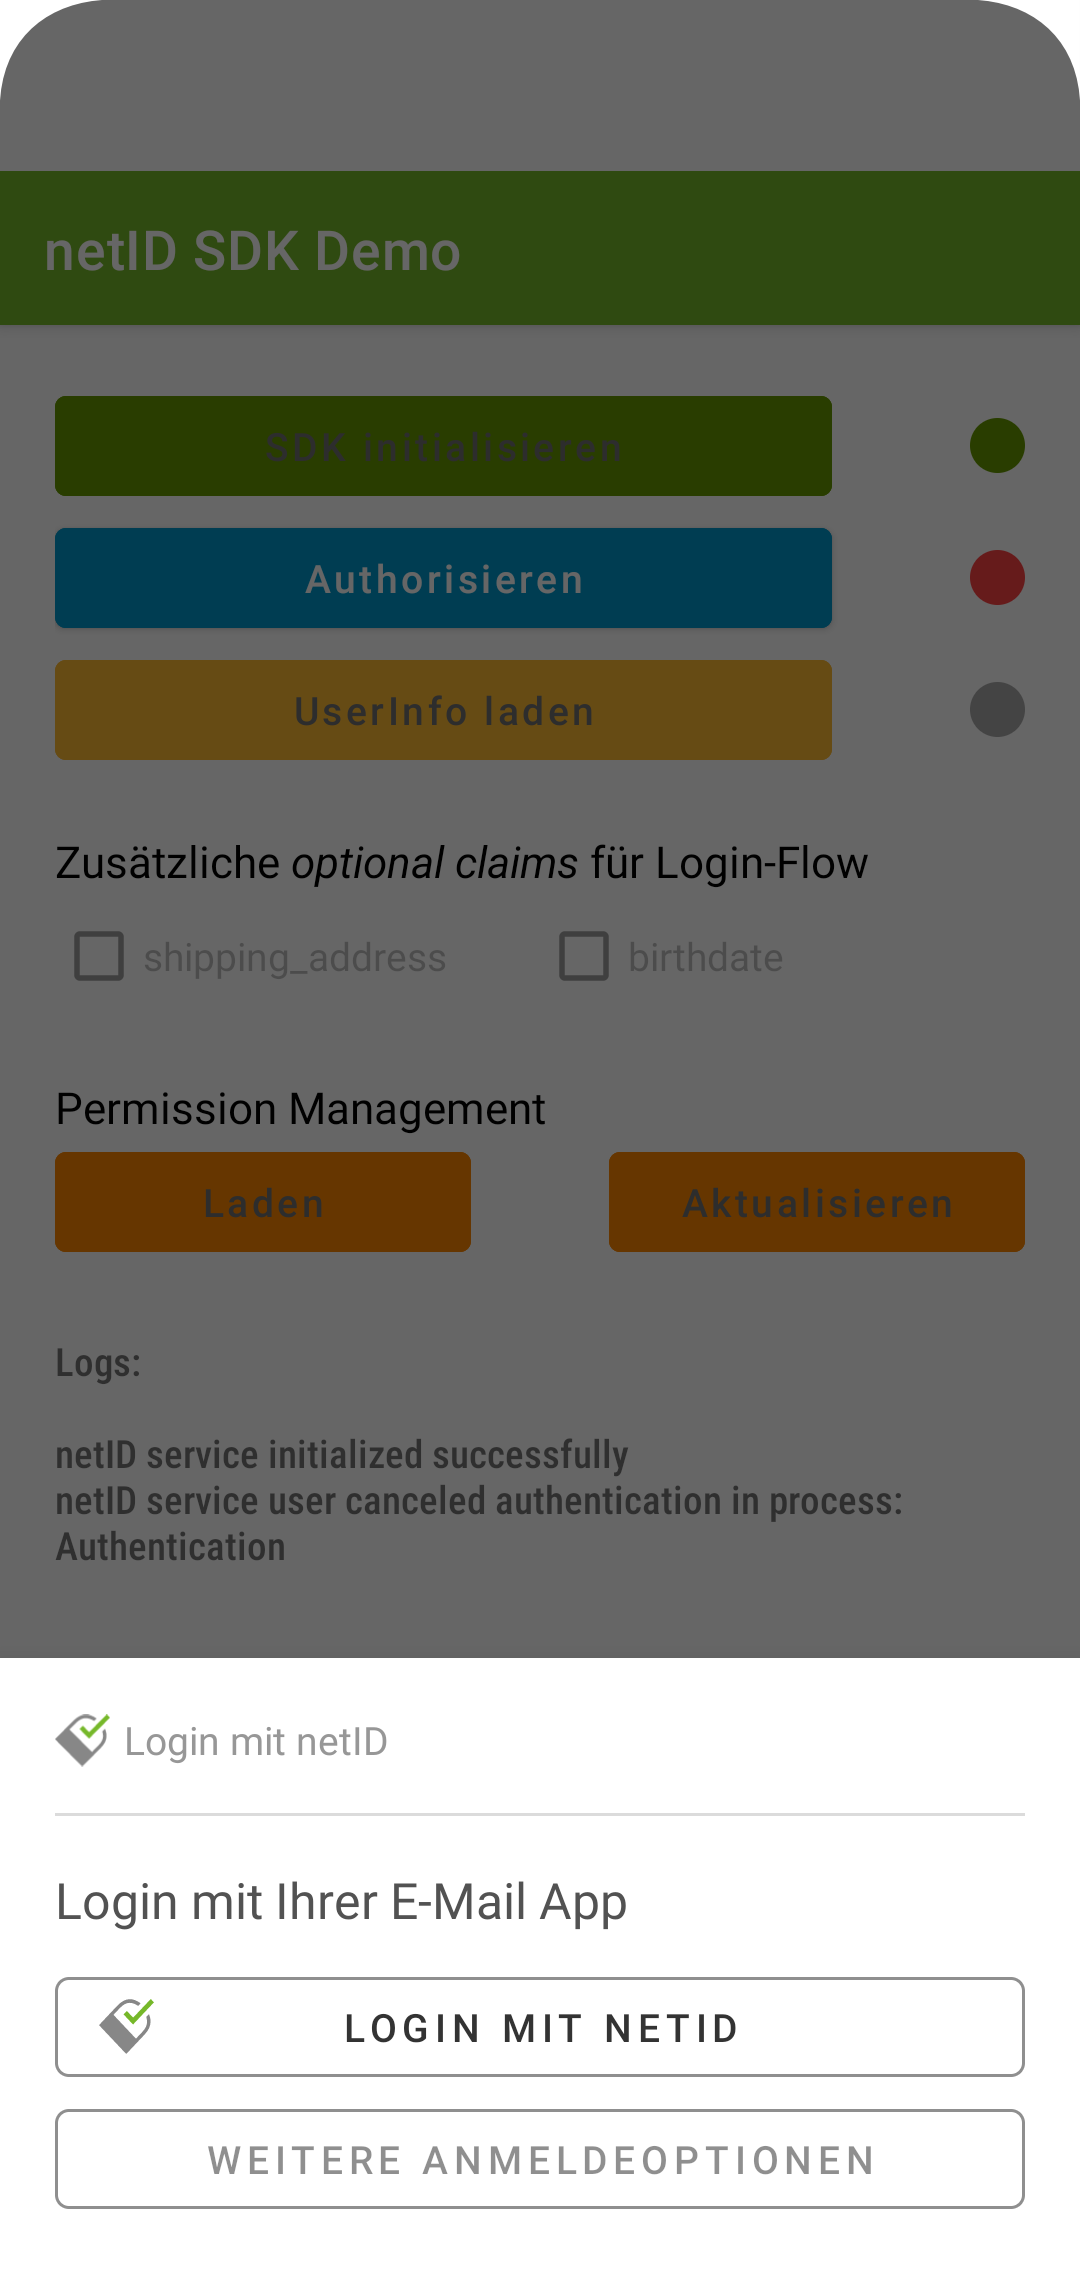 netID SDK Demo
SDK initialisieren
Authorisieren
UserInfo laden
Zusätzliche optional claims für Login-Flow
shipping_address birthdate
Permission Management
Laden Aktualisieren
Logs:
netID service initialized successfully
netID service user canceled authentication in process:
Authentication
Login mit netID
Login mit Ihrer E-Mail App
LOGIN MIT NETID
WEITERE ANMELDEOPTIONEN